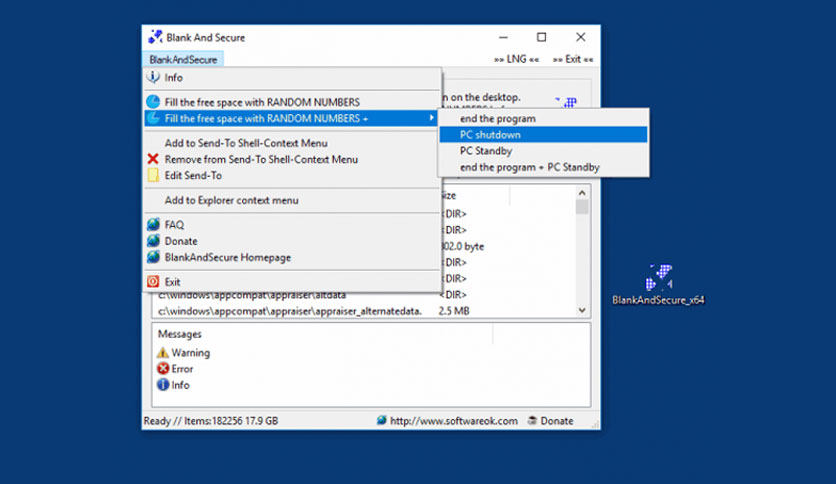 Blank And Secure
BlankAndSecure
»» LNG «« »» Exit ««
Info
n on the desktop.
Fill the free space with RANDOM NUMBERS
Fill the free space with RANDOM NUMBERS +
end the program
PC shutdown
PC Standby
end the program + PC Standby
Add to Send-To Shell-Context Menu
Remove from Send-To Shell-Context Menu
Edit Send-To
Add to Explorer context menu
FAQ
Donate
BlankAndSecure Homepage
Exit
Size
<DIR>
<DIR>
802.0 byte
<DIR>
<DIR>
c:\windows\appcompat\appraiser\altdata <DIR>
c:\windows\appcompat\appraiser\appraiser_alternatedata. 2.5 MB
BlankAndSecure_x64
Messages
Warning
Error
Info
Ready // Items:182256 17.9 GB http://www.softwareok.com Donate